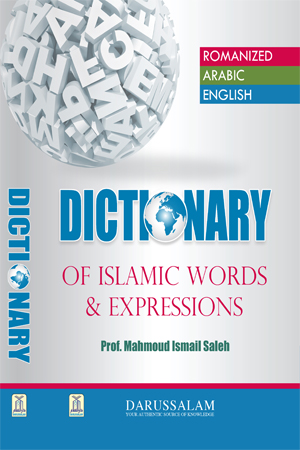 ROMANIZED
ARABIC
ENGLISH
DICTIONARY
OF ISLAMIC WORDS
& EXPRESSIONS
Prof. Mahmoud Ismail Saleh
DARUSSALAM
YOUR AUTHENTIC SOURCE OF KNOWLEDGE
DICTIONARY